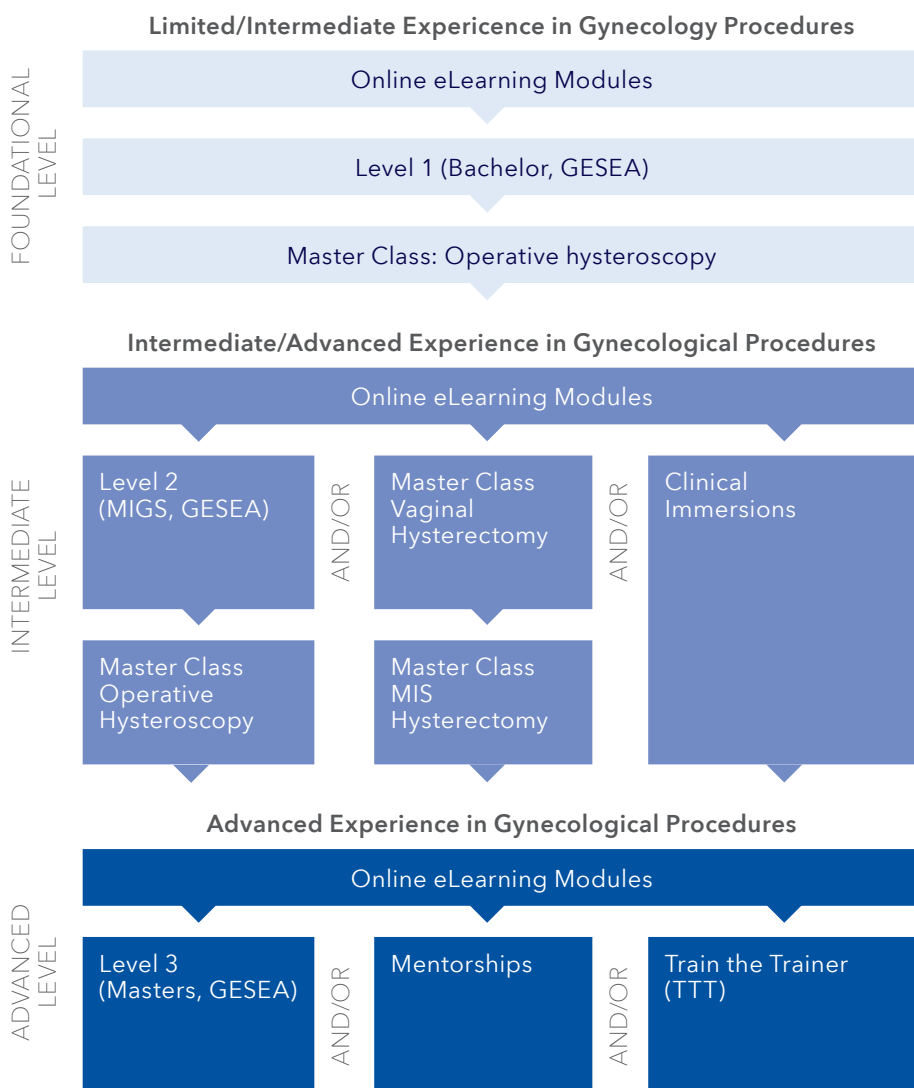 Limited/Intermediate Expericence in Gynecology Procedures
FOUNDATIONAL
LEVEL
Online eLearning Modules
Level 1 (Bachelor, GESEA)
Master Class: Operative hysteroscopy
Intermediate/Advanced Experience in Gynecological Procedures
INTERMEDIATE
LEVEL
Online eLearning Modules
Level 2
(MIGS, GESEA)
AND/OR
Master Class
Vaginal
Hysterectomy
AND/OR
Clinical
Immersions
Master Class
Operative
Hysteroscopy
Master Class
MIS
Hysterectomy
Advanced Experience in Gynecological Procedures
ADVANCED
LEVEL
Online eLearning Modules
Level 3
(Masters, GESEA)
AND/OR
Mentorships
AND/OR
Train the Trainer
(TTT)